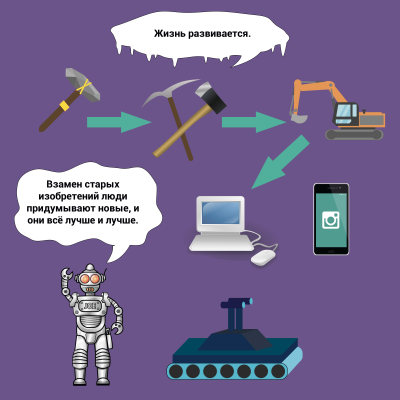 Жизнь развивается.
Взамен старых
изобретений люди
придумывают новые, и
они всё лучше и лучше.